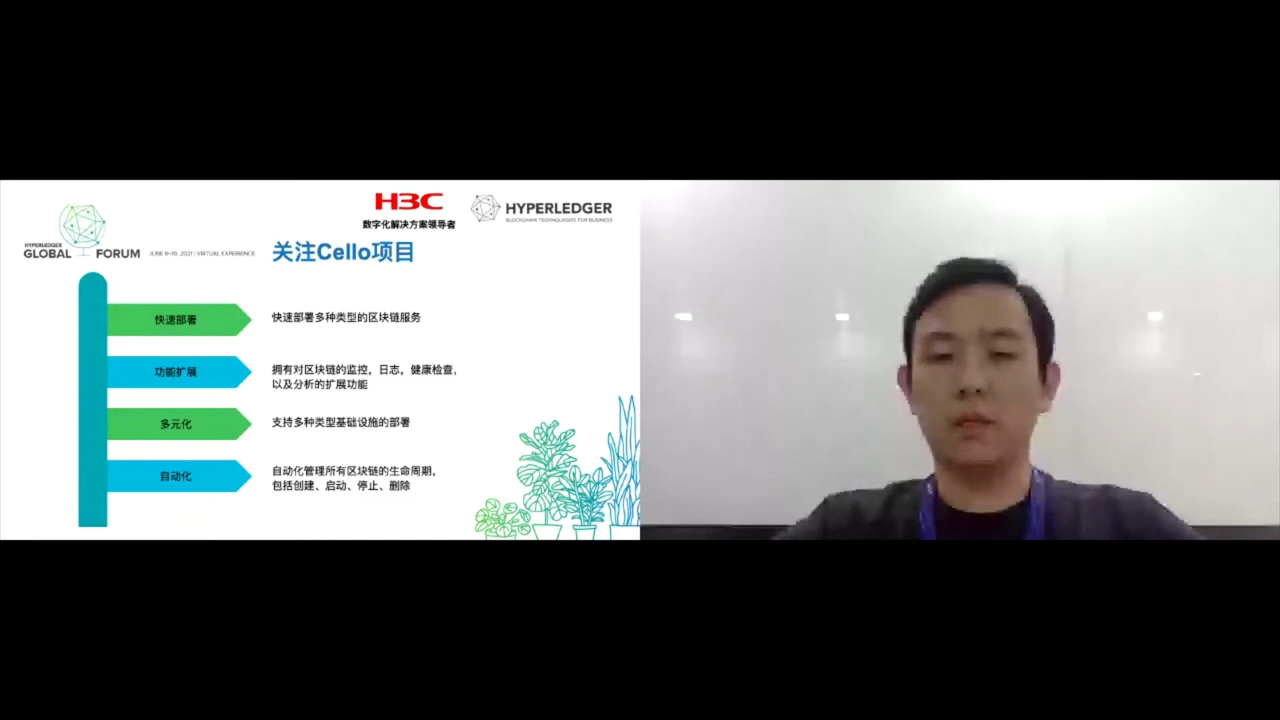 H3C
数字化解决方案领导者
HYPERLEDGER
BLOCKCHAIN TECHNOLOGIES FOR BUSINESS
HYPERLEDGER
GLOBAL FORUM
JUNE 8–10, 2021 | VIRTUAL EXPERIENCE
关注Cello项目
快速部署
快速部署多种类型的区块链服务
功能扩展
拥有对区块链的监控，日志，健康检查，
以及分析的扩展功能
多元化
支持多种类型基础设施的部署
自动化
自动化管理所有区块链的生命周期，
包括创建、启动、停止、删除